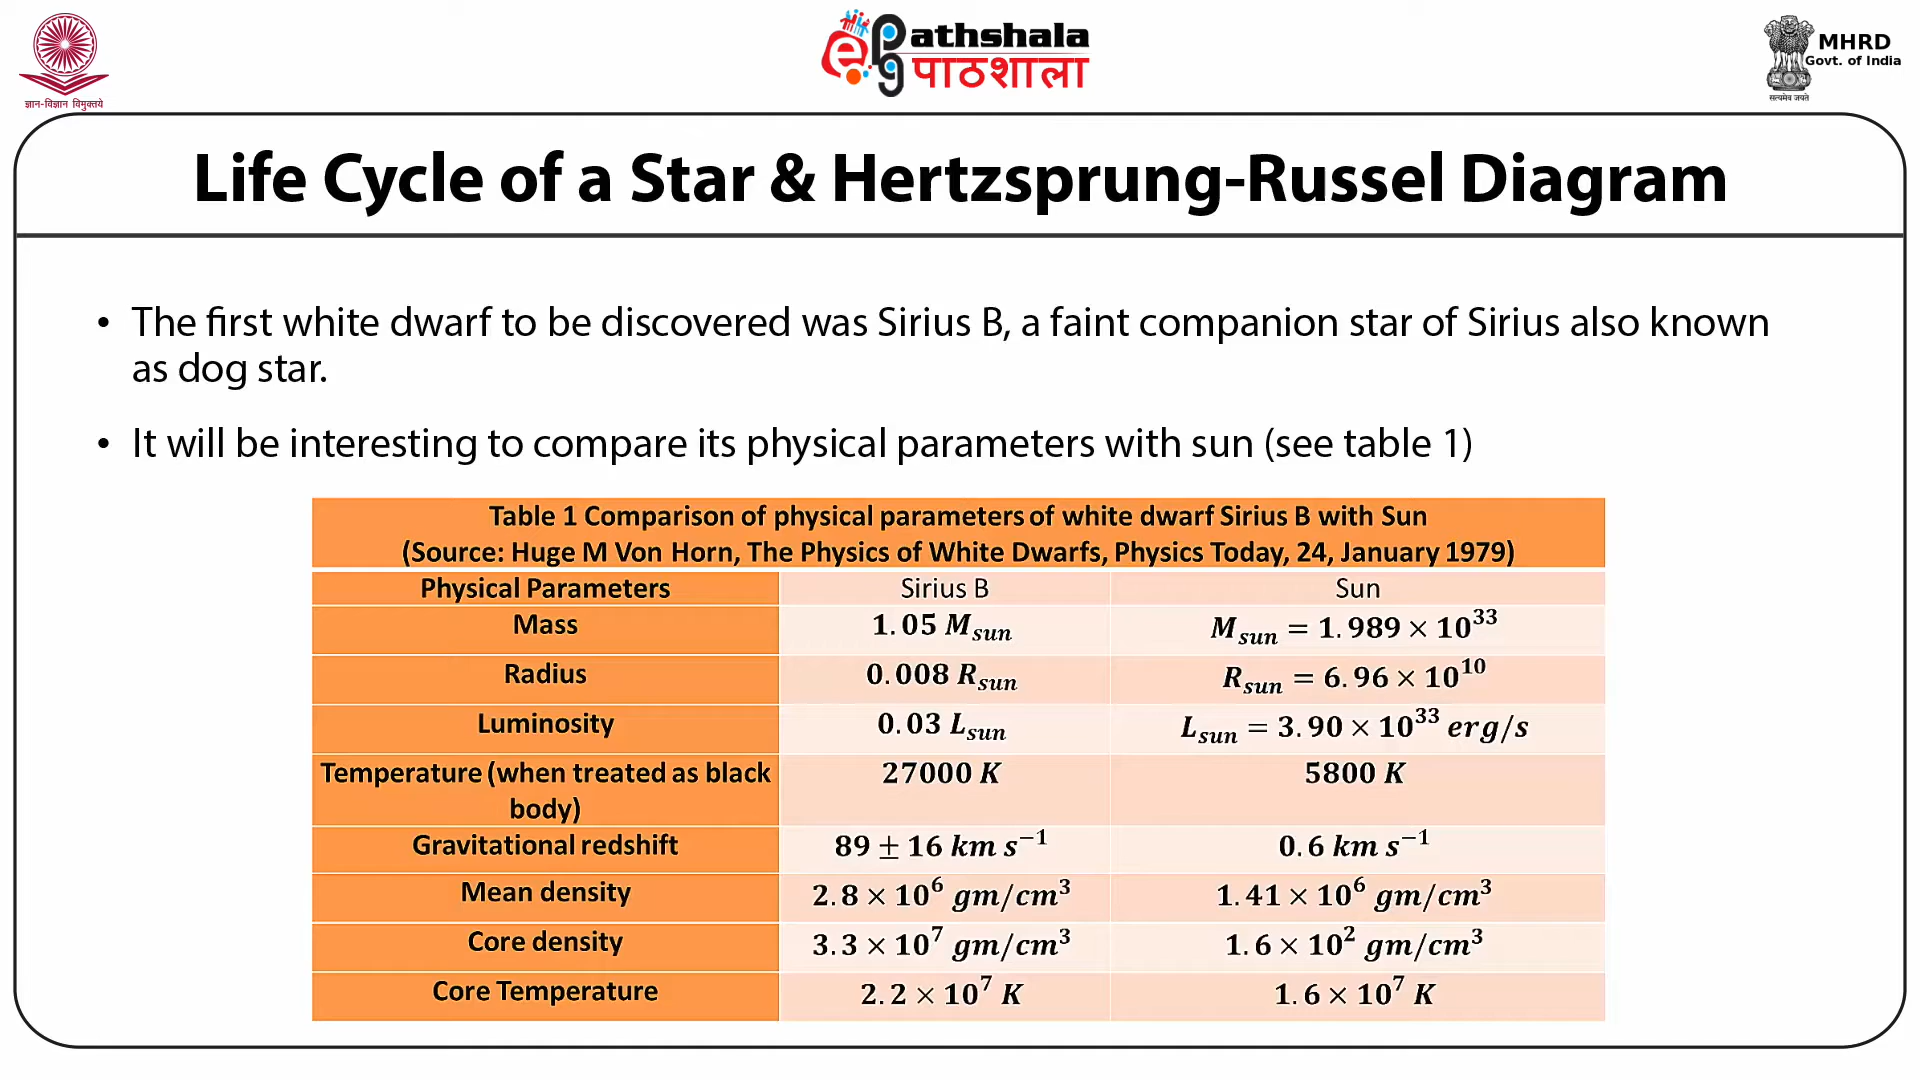 ज्ञान-विज्ञान विमुक्तये
ePathshala
पाठशाला
MHRD
Govt. of India
सत्यमेव जयते
Life Cycle of a Star & Hertzsprung-Russel Diagram
• The first white dwarf to be discovered was Sirius B, a faint companion star of Sirius also known
as dog star.
• It will be interesting to compare its physical parameters with sun (see table 1)
Table 1 Comparison of physical parameters of white dwarf Sirius B with Sun
(Source: Huge M Von Horn, The Physics of White Dwarfs, Physics Today, 24, January 1979)
Physical Parameters Sirius B Sun
Mass 1.05 M_sun M_sun = 1.989 × 10^33
Radius 0.008 R_sun R_sun = 6.96 × 10^10
Luminosity 0.03 L_sun L_sun = 3.90 × 10^33 erg/s
Temperature (when treated as black 27000 K 5800 K
body)
Gravitational redshift 89 ± 16 km s^−1 0.6 km s^−1
Mean density 2.8 × 10^6 gm/cm^3 1.41 × 10^6 gm/cm^3
Core density 3.3 × 10^7 gm/cm^3 1.6 × 10^2 gm/cm^3
Core Temperature 2.2 × 10^7 K 1.6 × 10^7 K